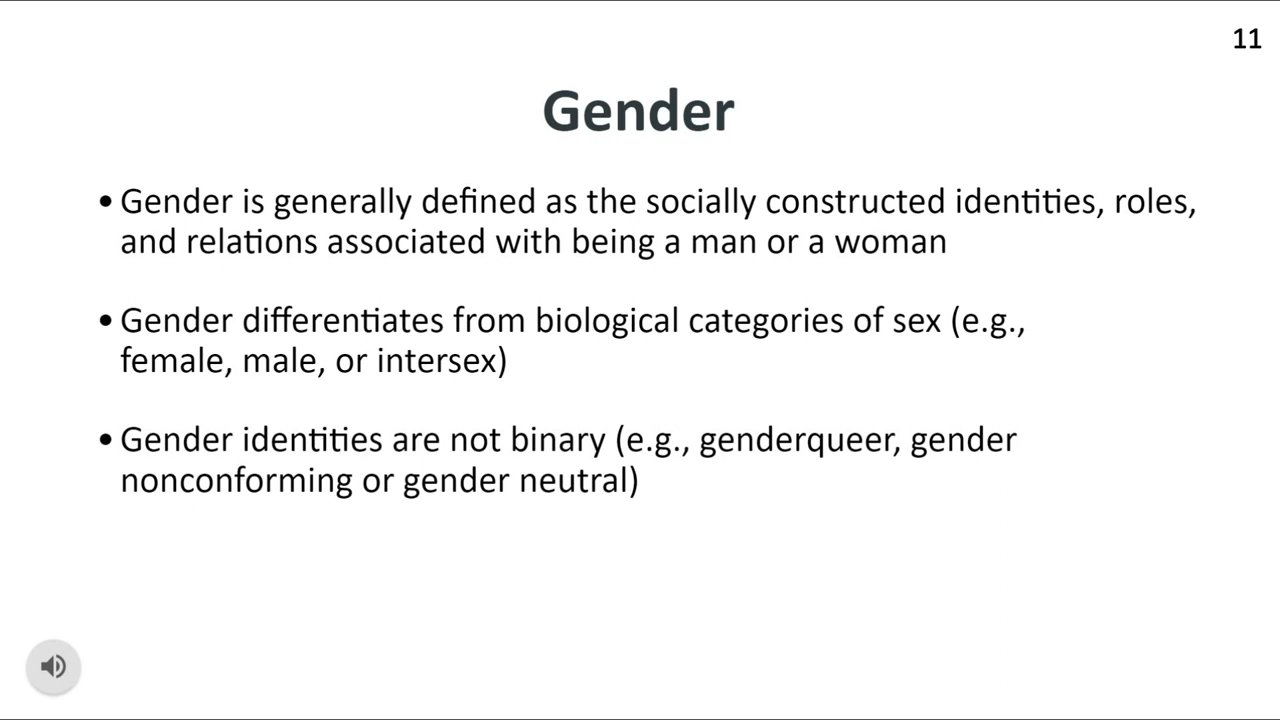 11
Gender
• Gender is generally defined as the socially constructed identities, roles,
and relations associated with being a man or a woman
• Gender differentiates from biological categories of sex (e.g.,
female, male, or intersex)
• Gender identities are not binary (e.g., genderqueer, gender
nonconforming or gender neutral)